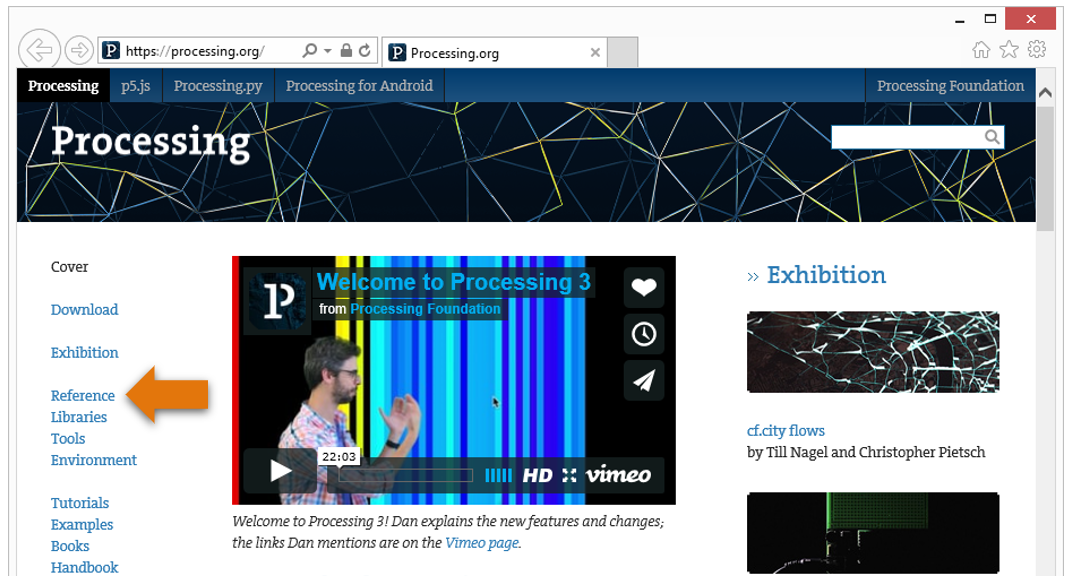 https://processing.org/
Processing.org
Processing p5.js Processing.py Processing for Android Processing Foundation
Processing
Cover
Download
Exhibition
Reference
Libraries
Tools
Environment
Tutorials
Examples
Books
Handbook
Welcome to Processing 3
from Processing Foundation
22:03
HD vimeo
Welcome to Processing 3! Dan explains the new features and changes;
the links Dan mentions are on the Vimeo page.
» Exhibition
cf.city flows
by Till Nagel and Christopher Pietsch